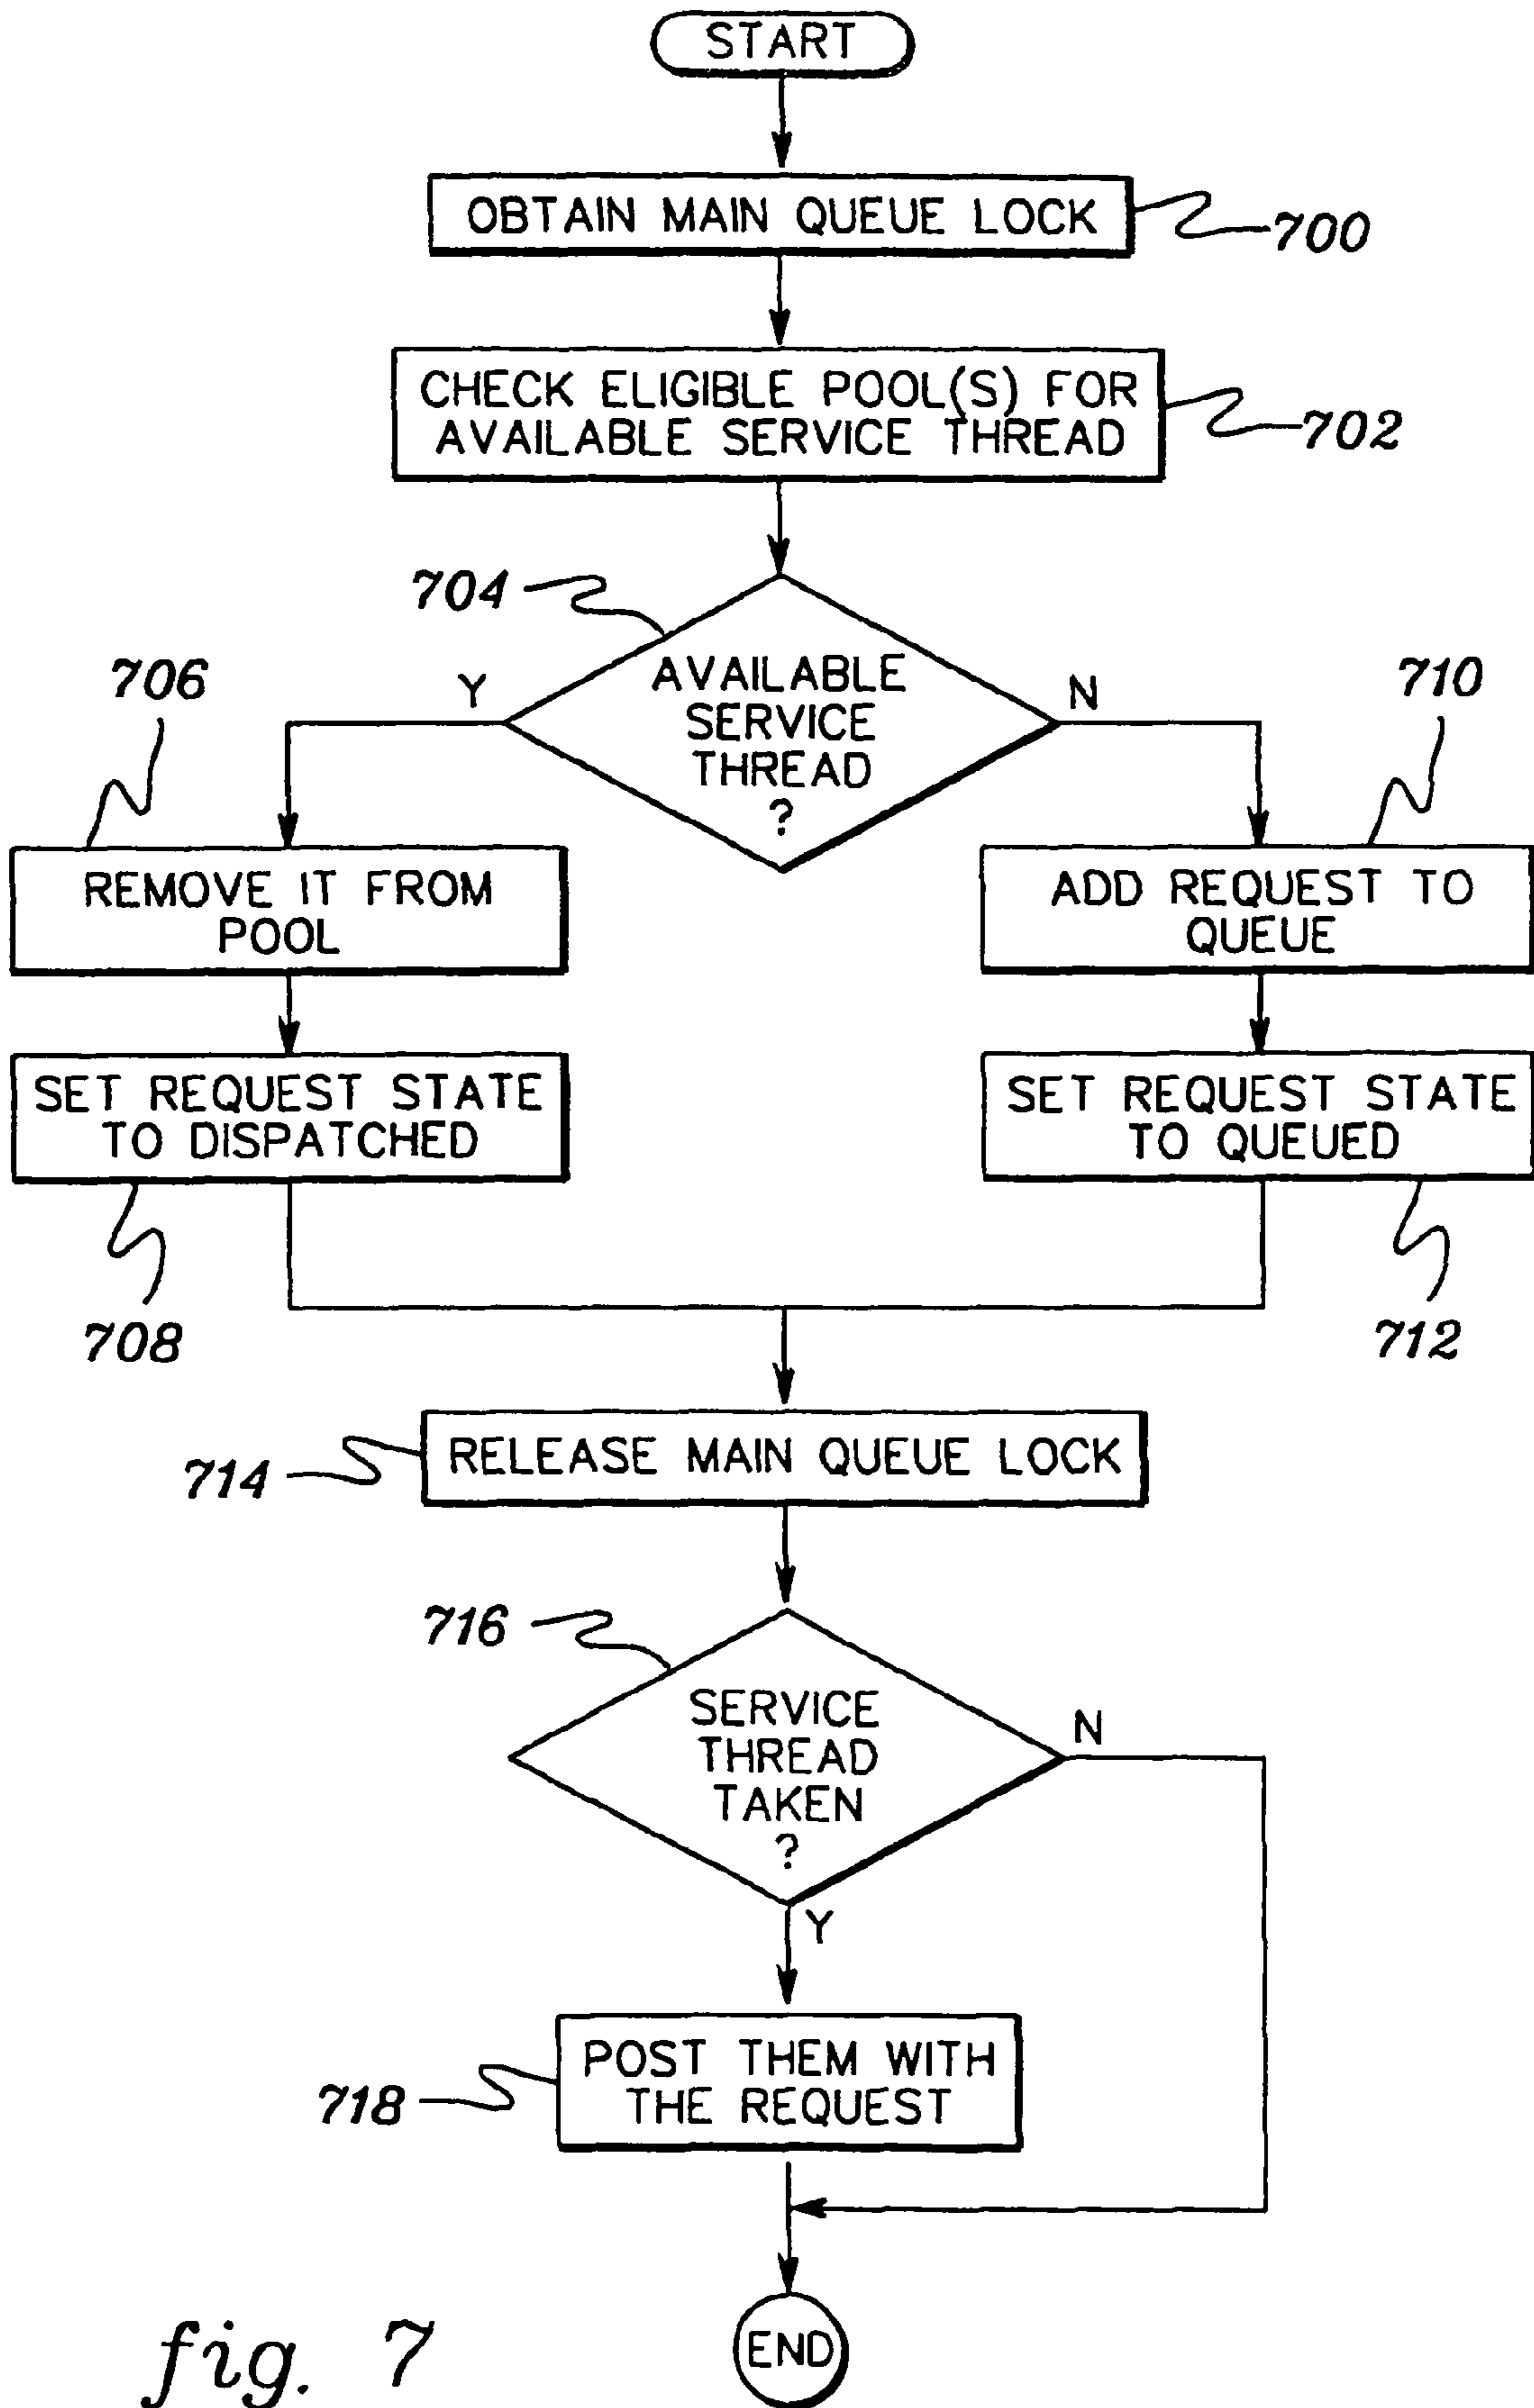 START
OBTAIN MAIN QUEUE LOCK
700
CHECK ELIGIBLE POOL(S) FOR
AVAILABLE SERVICE THREAD
702
704
AVAILABLE
SERVICE
THREAD
?
Y
N
706
REMOVE IT FROM
POOL
710
ADD REQUEST TO
QUEUE
SET REQUEST STATE
TO DISPATCHED
708
SET REQUEST STATE
TO QUEUED
712
714
RELEASE MAIN QUEUE LOCK
716
SERVICE
THREAD
TAKEN
?
N
Y
718
POST THEM WITH
THE REQUEST
END
fig. 7